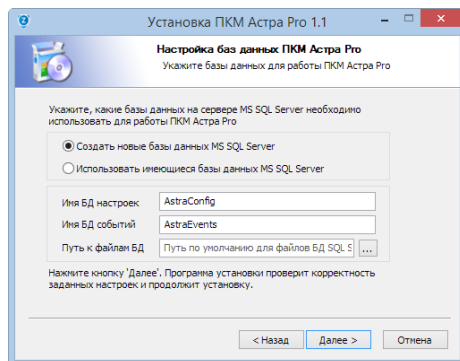 Установка ПКМ Астра Pro 1.1
Настройка баз данных ПКМ Астра Pro
Укажите базы данных для работы ПКМ Астра Pro
Укажите, какие базы данных на сервере MS SQL Server необходимо
использовать для работы ПКМ Астра Pro
Создать новые базы данных MS SQL Server
Использовать имеющиеся базы данных MS SQL Server
Имя БД настроек AstraConfig
Имя БД событий AstraEvents
Путь к файлам БД Путь по умолчанию для файлов БД SQL S ...
Нажмите кнопку 'Далее'. Программа установки проверит корректность
заданных настроек и продолжит установку.
< Назад Далее > Отмена